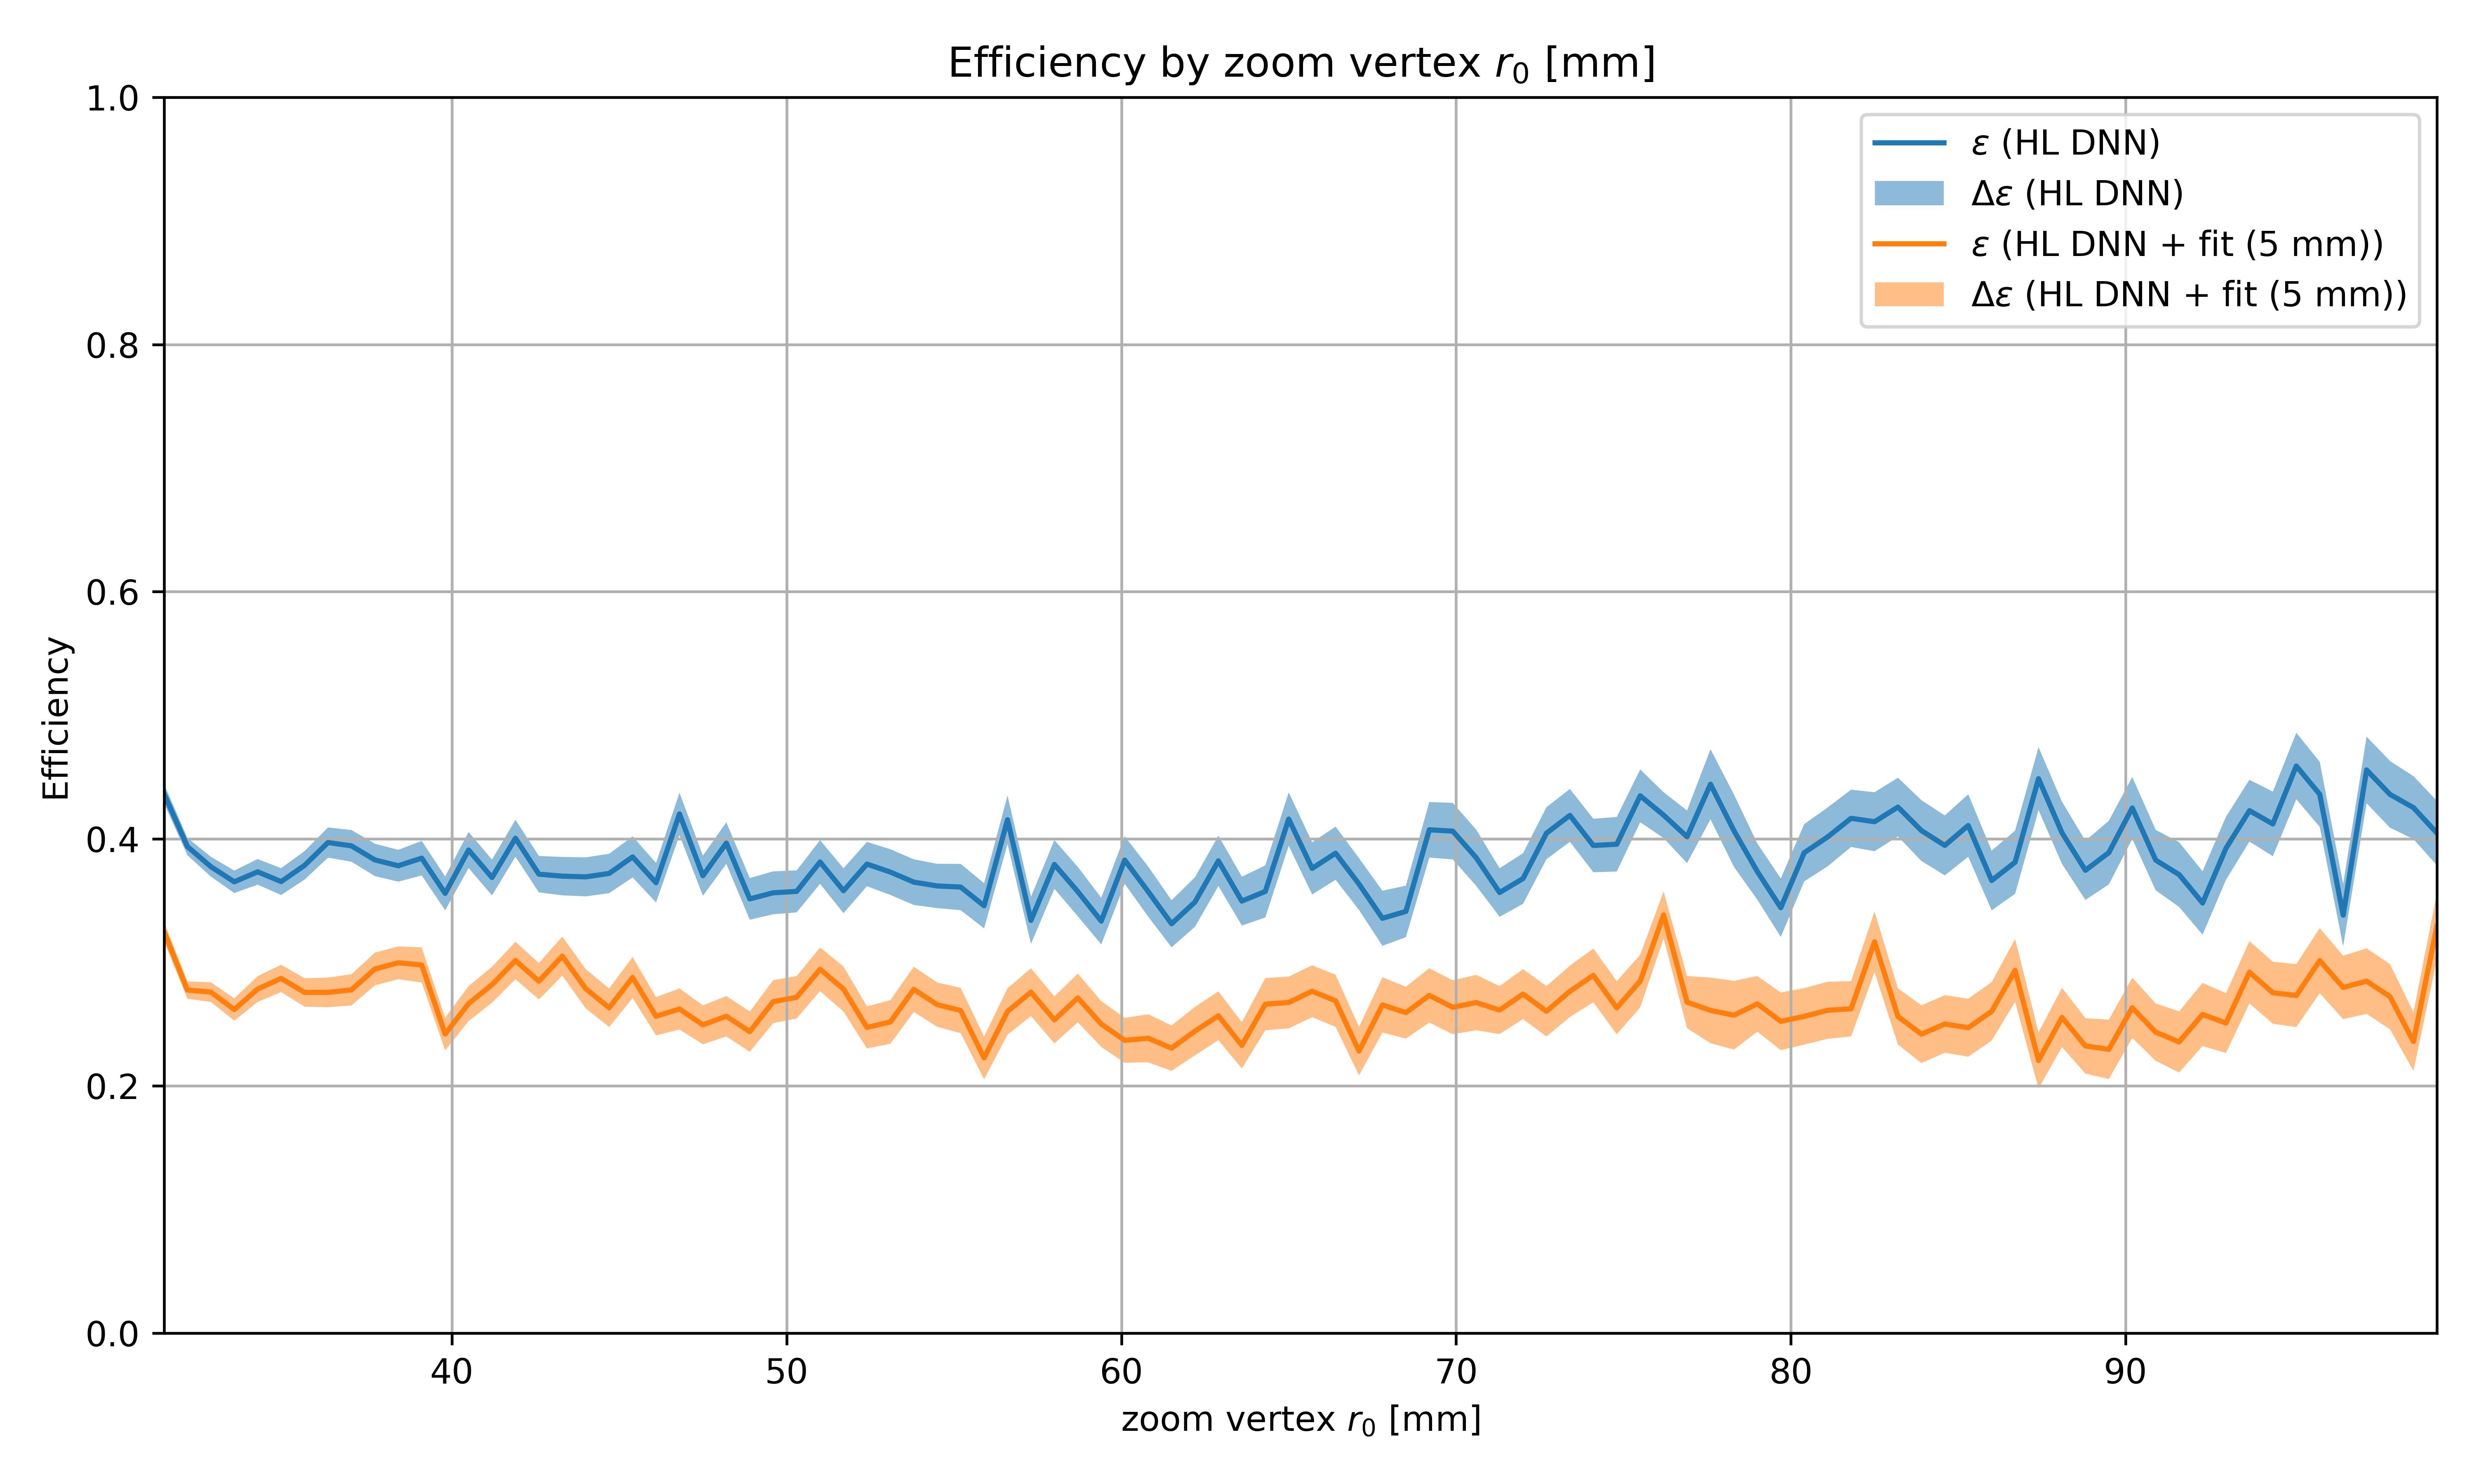 Efficiency by zoom vertex r₀ [mm]
1.0
0.8
0.6
0.4
0.2
0.0
Efficiency
ε (HL DNN)
Δε (HL DNN)
ε (HL DNN + fit (5 mm))
Δε (HL DNN + fit (5 mm))
40 50 60 70 80 90
zoom vertex r₀ [mm]